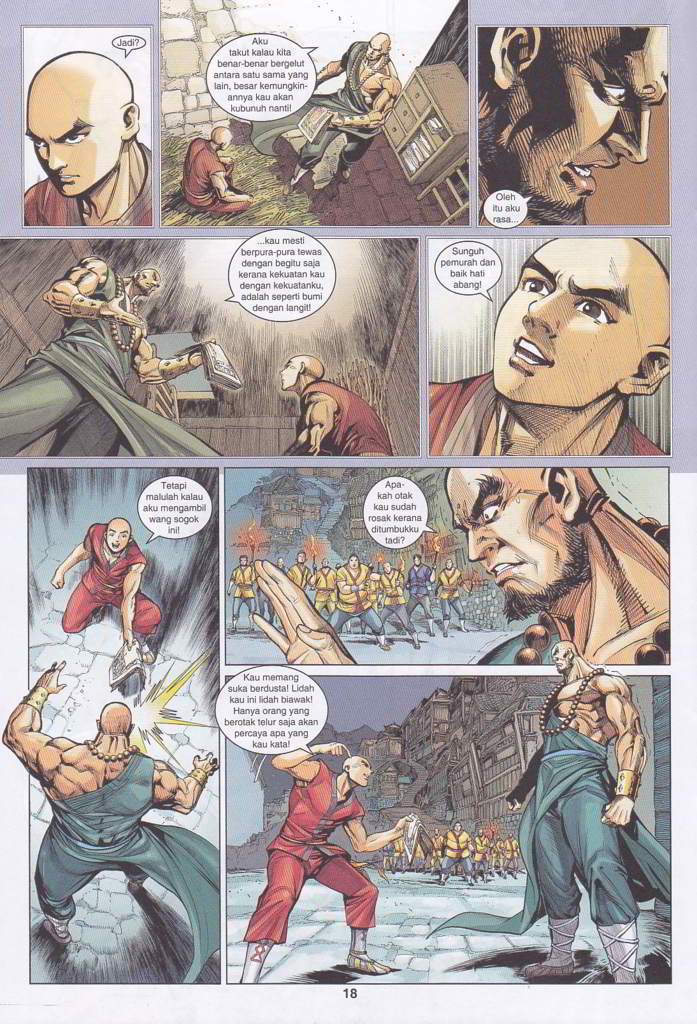 Jadi?
Aku
takut kalau kita
benar-benar bergelut
antara satu sama yang
lain, besar kemungkin-
annya kau akan
kubunuh nanti!
Oleh
itu aku
rasa...
...kau mesti
berpura-pura tewas
dengan begitu saja
kerana kekuatan kau
dengan kekuatanku,
adalah seperti bumi
dengan langit!
Sunguh
pemurah dan
baik hati
abang!
Tetapi
malulah kalau
aku mengambil
wang sogok
ini!
Apa-
kah otak
kau sudah
rosak kerana
ditumbukku
tadi?
Kau memang
suka berdusta! Lidah
kau ini lidah biawak!
Hanya orang yang
berotak telur saja akan
percaya apa yang
kau kata!
18